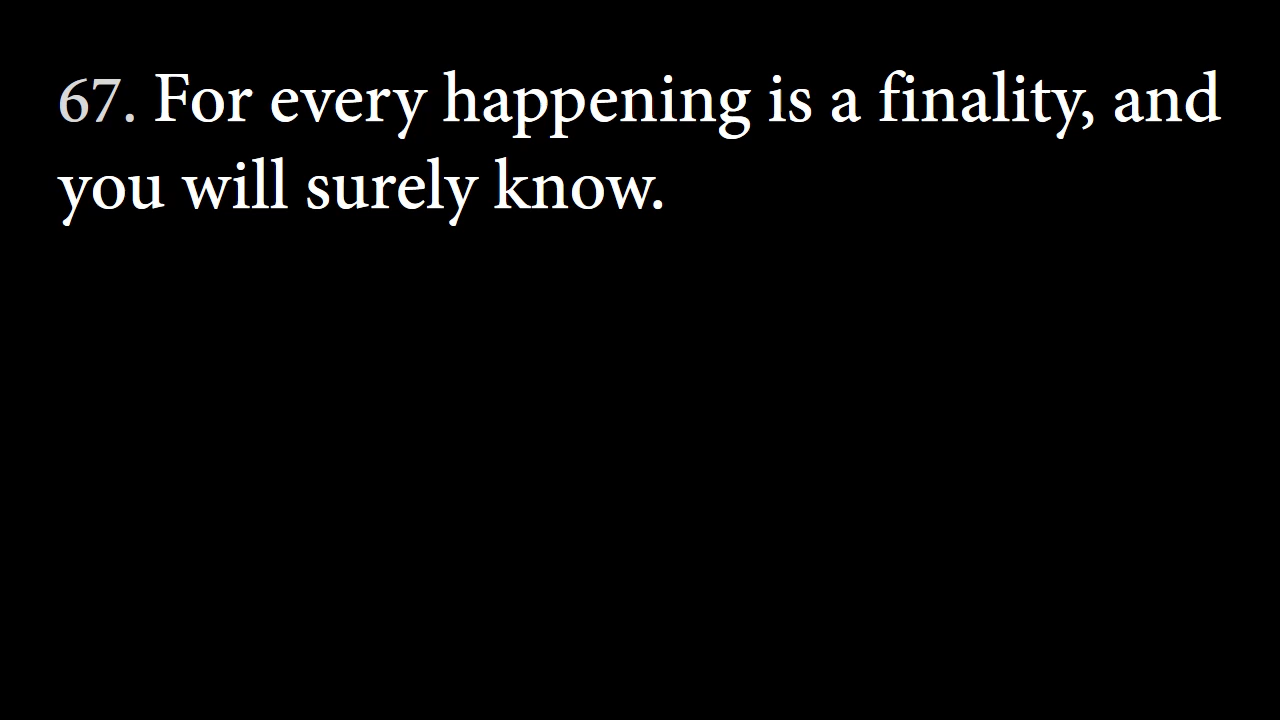 67. For every happening is a finality, and
you will surely know.